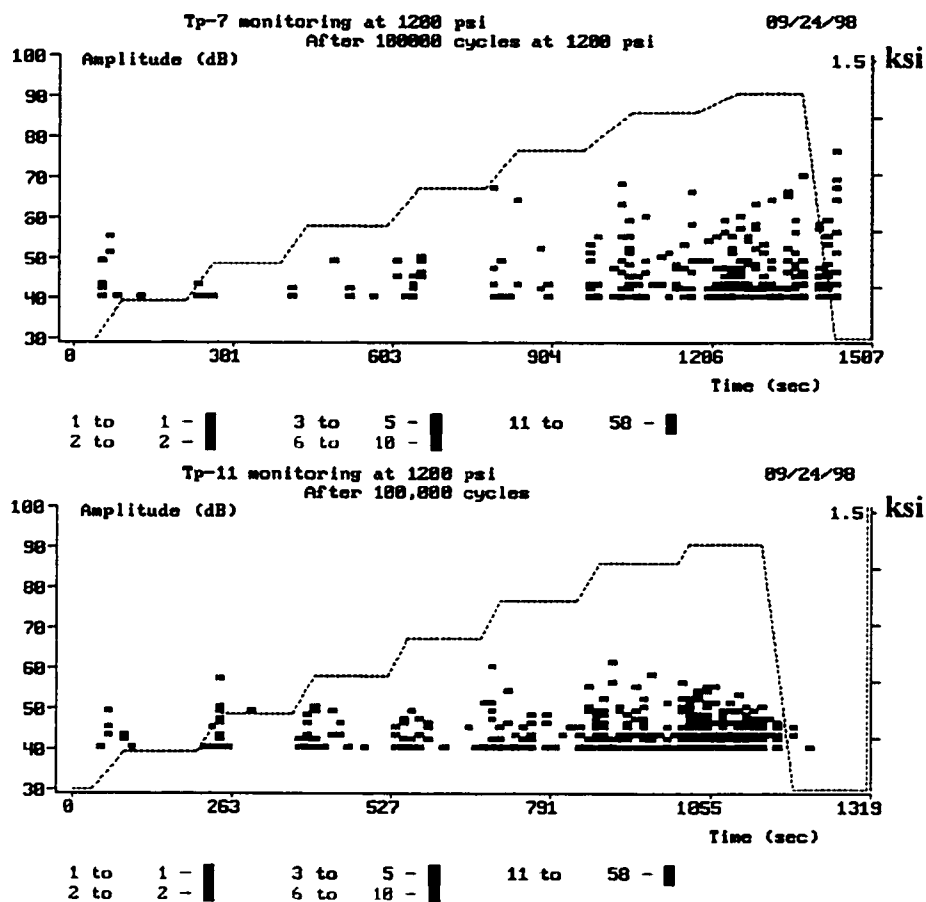 Tp-7 monitoring at 1200 psi 09/24/98
After 100000 cycles at 1200 psi
100 Amplitude (dB) 1.5 ksi
90
80
70
60
50
40
30
0 301 603 904 1206 1507
Time (sec)
1 to 1 - 3 to 5 - 11 to 50 -
2 to 2 - 6 to 10 -
Tp-11 monitoring at 1200 psi 09/24/98
After 100,000 cycles
100 Amplitude (dB) 1.5 ksi
90
80
70
60
50
40
30
0 263 527 791 1055 1319
Time (sec)
1 to 1 - 3 to 5 - 11 to 50 -
2 to 2 - 6 to 10 -